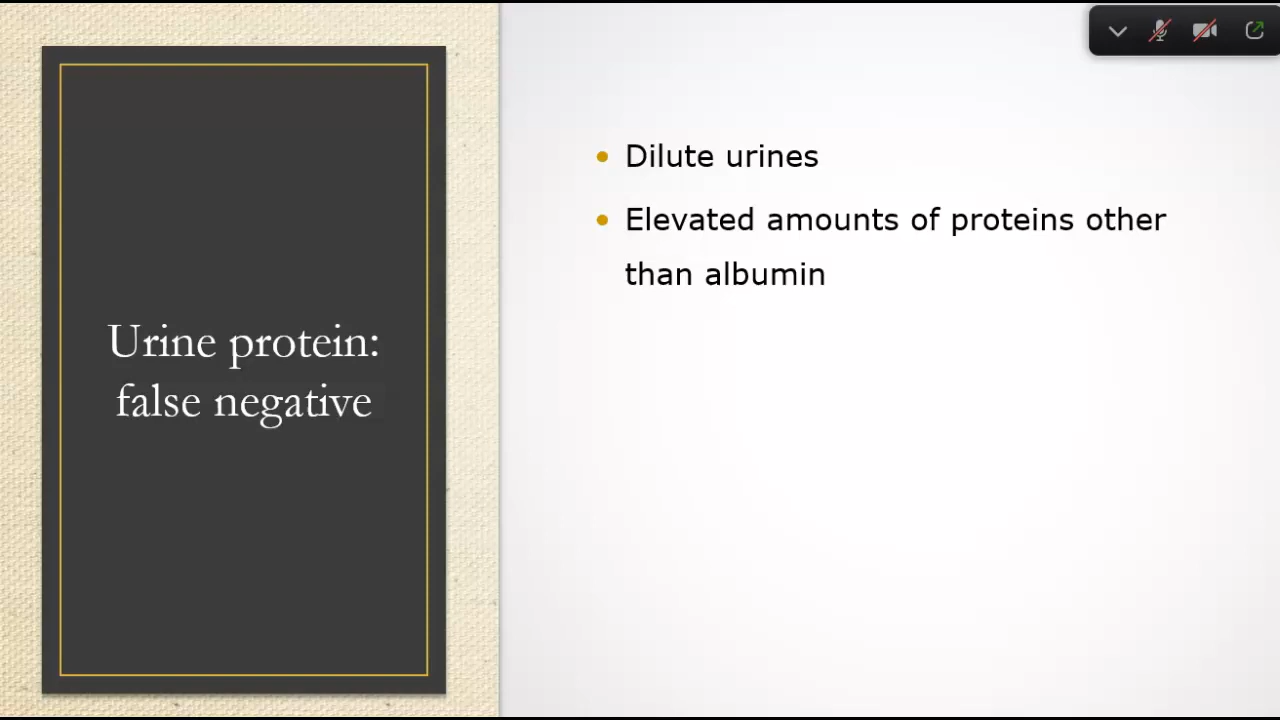 Urine protein:
false negative
• Dilute urines
• Elevated amounts of proteins other
than albumin